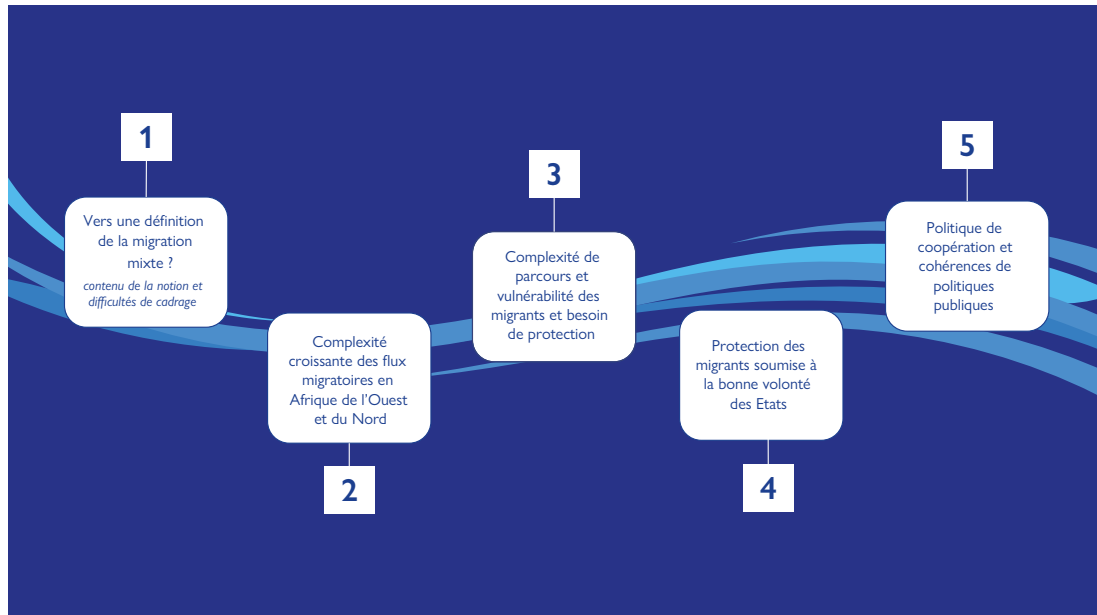 1
Vers une définition
de la migration
mixte ?
contenu de la notion et
difficultés de cadrage
Complexité
croissante des flux
migratoires en
Afrique de l'Ouest
et du Nord
2
3
Complexité de
parcours et
vulnérabilité des
migrants et besoin
de protection
Protection des
migrants soumise à
la bonne volonté
des Etats
4
5
Politique de
coopération et
cohérences de
politiques
publiques